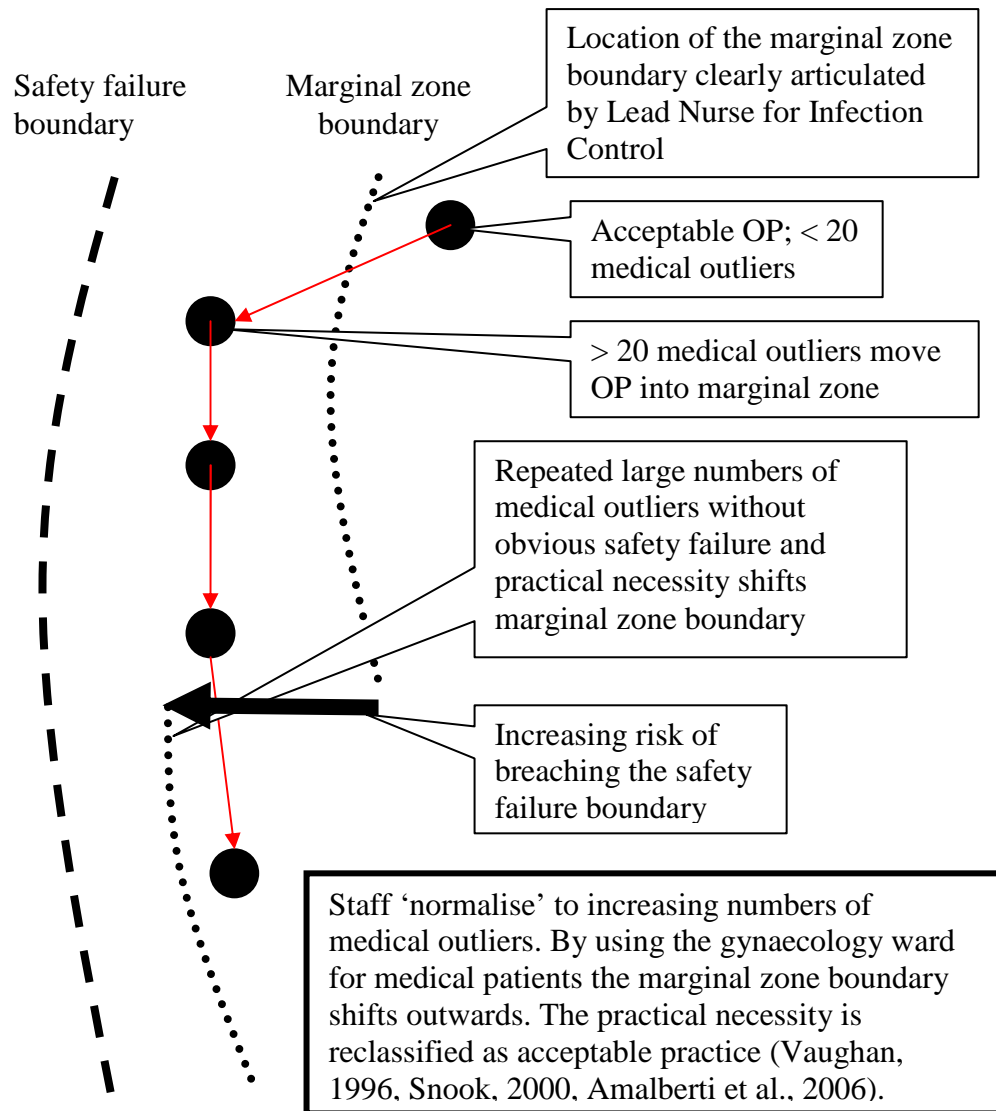 Safety failure
boundary
Marginal zone
boundary
Location of the marginal zone
boundary clearly articulated
by Lead Nurse for Infection
Control
Acceptable OP; < 20
medical outliers
> 20 medical outliers move
OP into marginal zone
Repeated large numbers of
medical outliers without
obvious safety failure and
practical necessity shifts
marginal zone boundary
Increasing risk of
breaching the safety
failure boundary
Staff ‘normalise’ to increasing numbers of
medical outliers. By using the gynaecology ward
for medical patients the marginal zone boundary
shifts outwards. The practical necessity is
reclassified as acceptable practice (Vaughan,
1996, Snook, 2000, Amalberti et al., 2006).